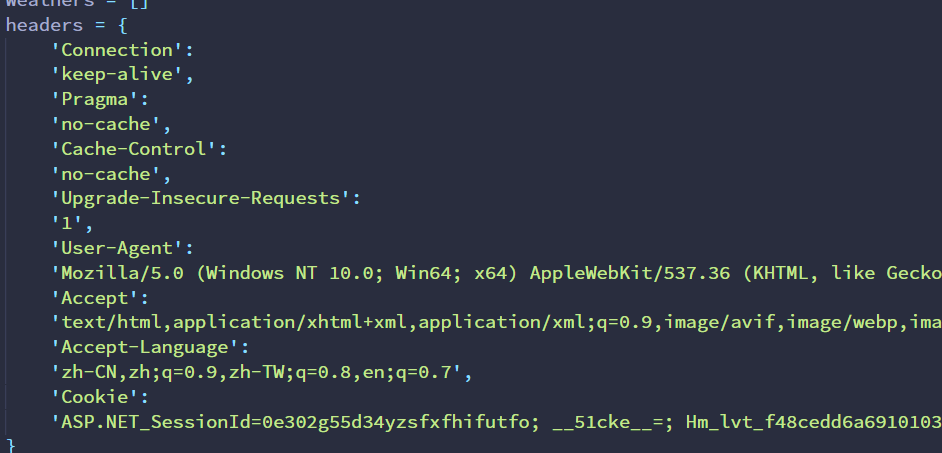 Weathers = []
headers = {
'Connection':
'keep-alive',
'Pragma':
'no-cache',
'Cache-Control':
'no-cache',
'Upgrade-Insecure-Requests':
'1',
'User-Agent':
'Mozilla/5.0 (Windows NT 10.0; Win64; x64) AppleWebKit/537.36 (KHTML, like Gecko
'Accept':
'text/html,application/xhtml+xml,application/xml;q=0.9,image/avif,image/webp,ima
'Accept-Language':
'zh-CN,zh;q=0.9,zh-TW;q=0.8,en;q=0.7',
'Cookie':
'ASP.NET_SessionId=0e302g55d34yzsfxfhifutfo; __51cke__=; Hm_lvt_f48cedd6a6910103
}